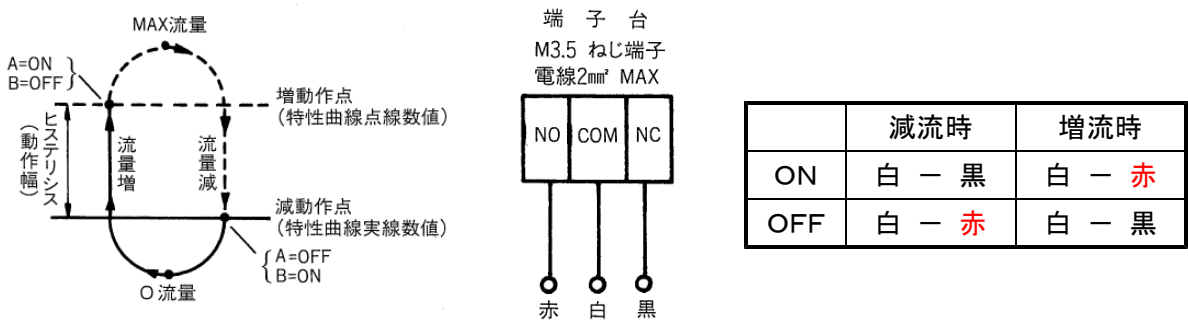 MAX流量
A=ON
B=OFF
増動作点
(特性曲線点線数値)
ヒステリシス
(動作幅)
流量増
流量減
減動作点
(特性曲線実線数値)
A=OFF
B=ON
O流量
端子台
M3.5 ねじ端子
電線2m㎡ MAX
NO COM NC
赤 白 黒
減流時 増流時
ON 白 － 黒 白 － 赤
OFF 白 － 赤 白 － 黒